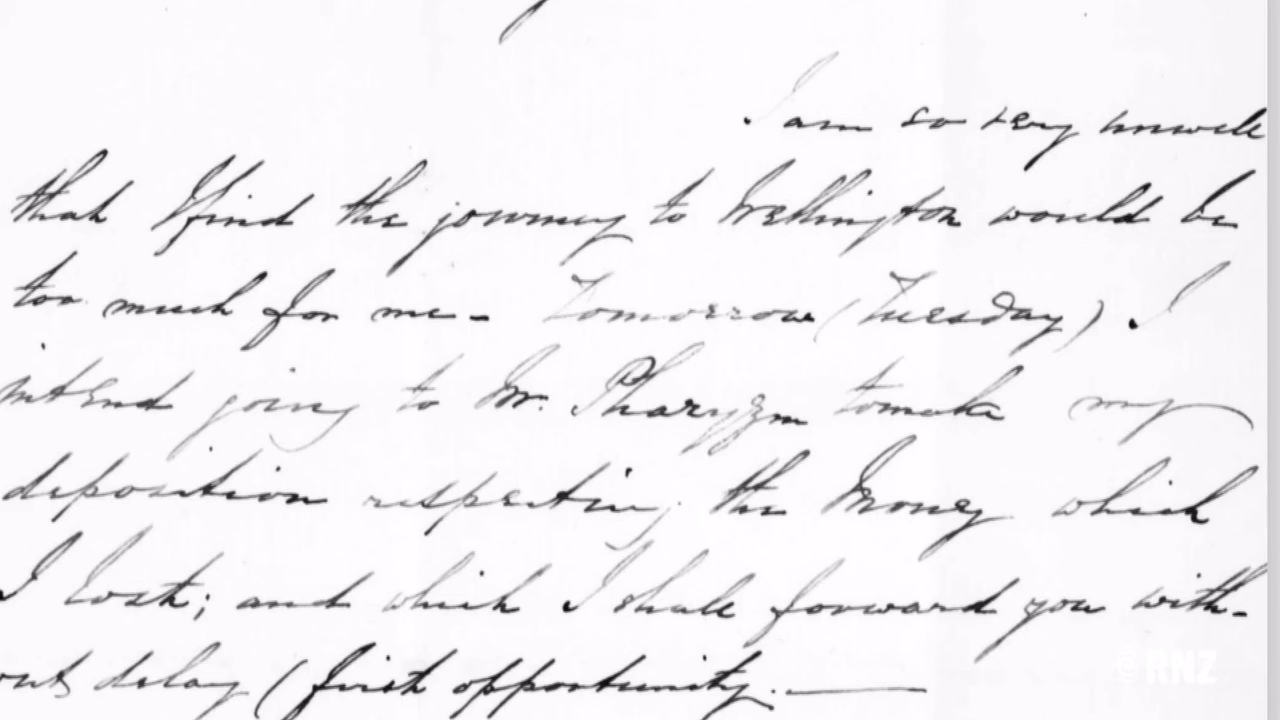 I am so very unwell
that I find the journey to Wellington would be
too much for me - Tomorrow (Tuesday) I
intend going to Mr. Pharazyn to make my
deposition respecting the Money which
I lost; and which I shall forward you with-
out delay (first opportunity.
@RNZ